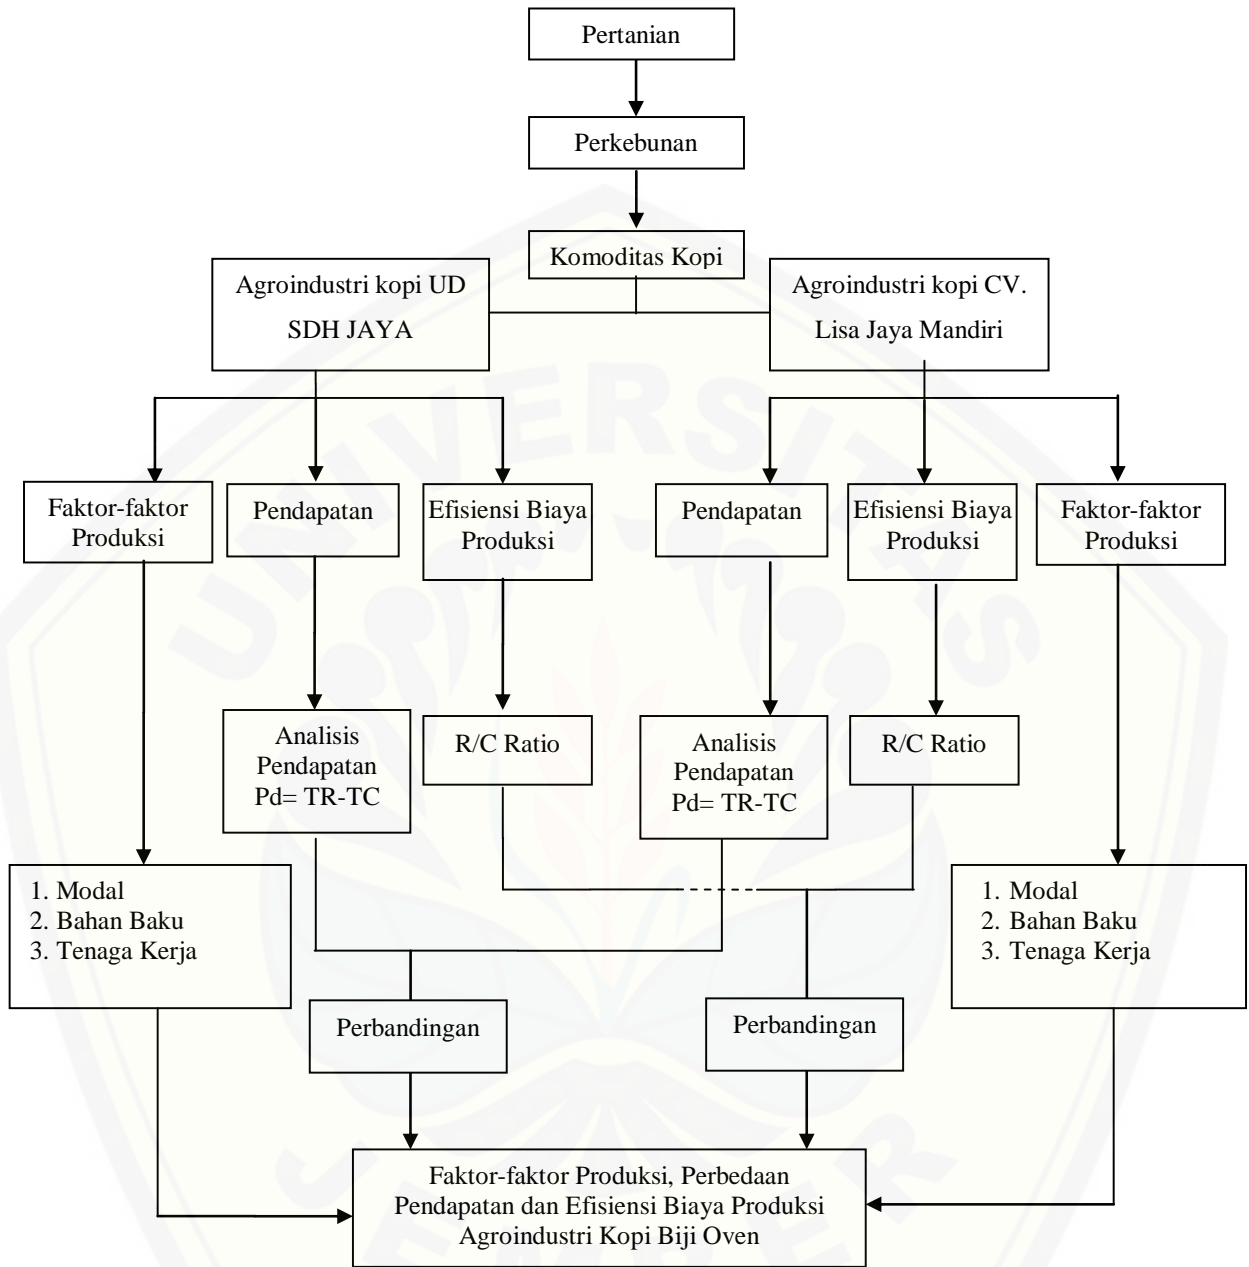 Pertanian
Perkebunan
Komoditas Kopi
Agroindustri kopi UD
SDH JAYA
Agroindustri kopi CV.
Lisa Jaya Mandiri
Faktor-faktor
Produksi
Pendapatan
Efisiensi Biaya
Produksi
Pendapatan
Efisiensi Biaya
Produksi
Faktor-faktor
Produksi
Analisis
Pendapatan
Pd= TR-TC
R/C Ratio
Analisis
Pendapatan
Pd= TR-TC
R/C Ratio
1. Modal
2. Bahan Baku
3. Tenaga Kerja
1. Modal
2. Bahan Baku
3. Tenaga Kerja
Perbandingan
Perbandingan
Faktor-faktor Produksi, Perbedaan
Pendapatan dan Efisiensi Biaya Produksi
Agroindustri Kopi Biji Oven
UNIVERSITAS
JEMBER